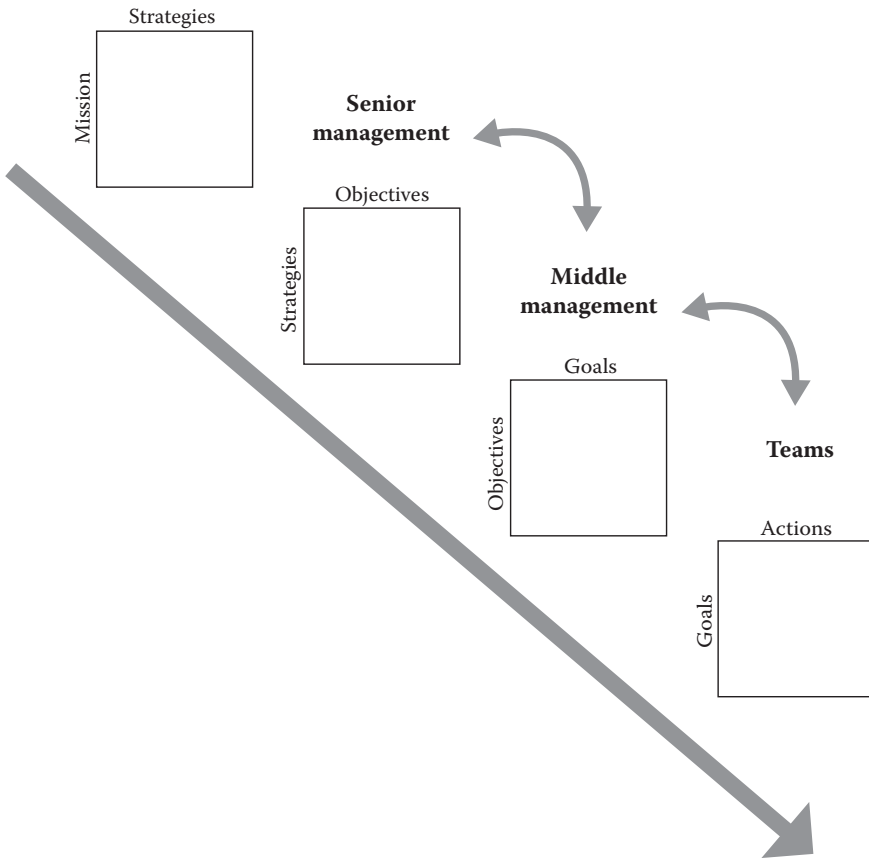 Strategies
Mission
Senior
management
Objectives
Strategies
Middle
management
Goals
Objectives
Teams
Actions
Goals